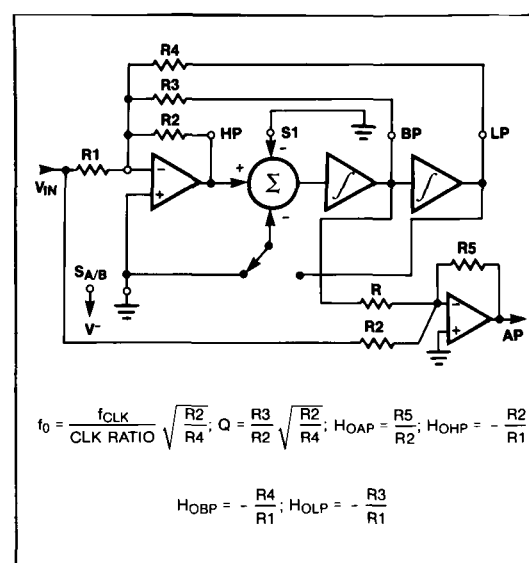 R4
R3
R2
HP
S1
BP
LP
R1
VIN
−
+
+
Σ
−
−
∫
∫
SA/B
V−
R5
R
R2
−
+
AP
f0 = fCLK / CLK RATIO √(R2 / R4); Q = R3 / R2 √(R2 / R4); HOAP = R5 / R2; HOHP = − R2 / R1
HOBP = − R4 / R1; HOLP = − R3 / R1